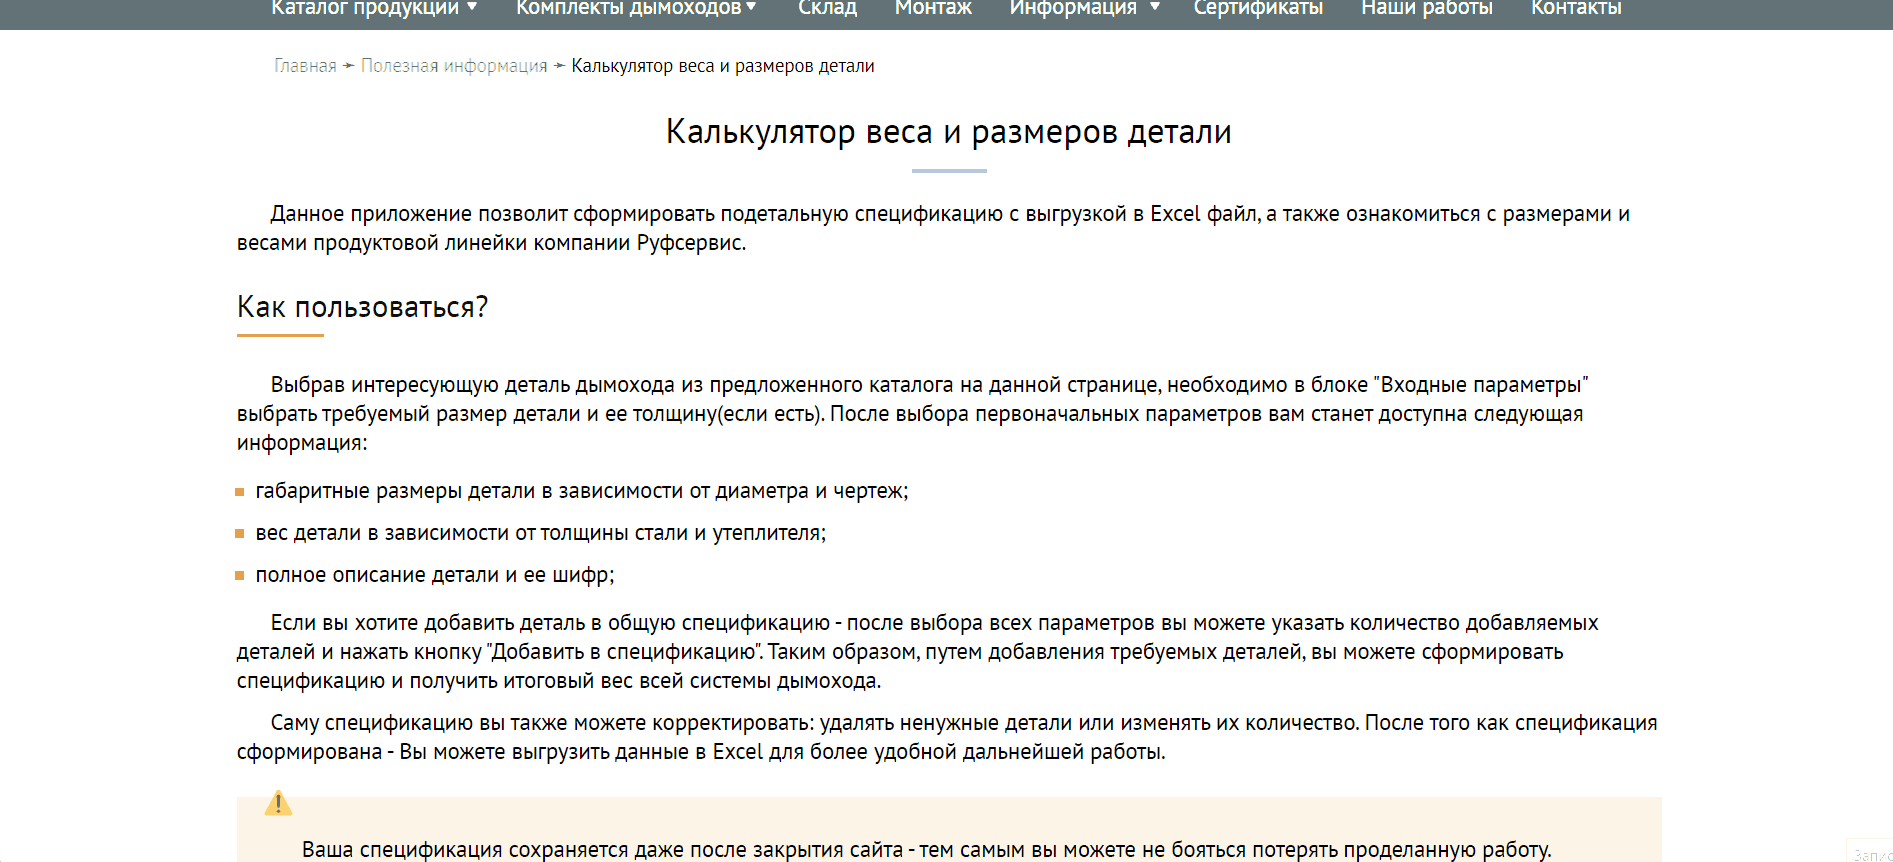 Каталог продукции ▼ Комплекты дымоходов ▼ Склад Монтаж Информация ▼ Сертификаты Наши работы Контакты
Главная ➛ Полезная информация ➛ Калькулятор веса и размеров детали
Калькулятор веса и размеров детали
Данное приложение позволит сформировать подетальную спецификацию с выгрузкой в Excel файл, а также ознакомиться с размерами и
весами продуктовой линейки компании Руфсервис.
Как пользоваться?
Выбрав интересующую деталь дымохода из предложенного каталога на данной странице, необходимо в блоке "Входные параметры"
выбрать требуемый размер детали и ее толщину(если есть). После выбора первоначальных параметров вам станет доступна следующая
информация:
габаритные размеры детали в зависимости от диаметра и чертеж;
вес детали в зависимости от толщины стали и утеплителя;
полное описание детали и ее шифр;
Если вы хотите добавить деталь в общую спецификацию - после выбора всех параметров вы можете указать количество добавляемых
деталей и нажать кнопку "Добавить в спецификацию". Таким образом, путем добавления требуемых деталей, вы можете сформировать
спецификацию и получить итоговый вес всей системы дымохода.
Саму спецификацию вы также можете корректировать: удалять ненужные детали или изменять их количество. После того как спецификация
сформирована - Вы можете выгрузить данные в Excel для более удобной дальнейшей работы.
Ваша спецификация сохраняется даже после закрытия сайта - тем самым вы можете не бояться потерять проделанную работу.